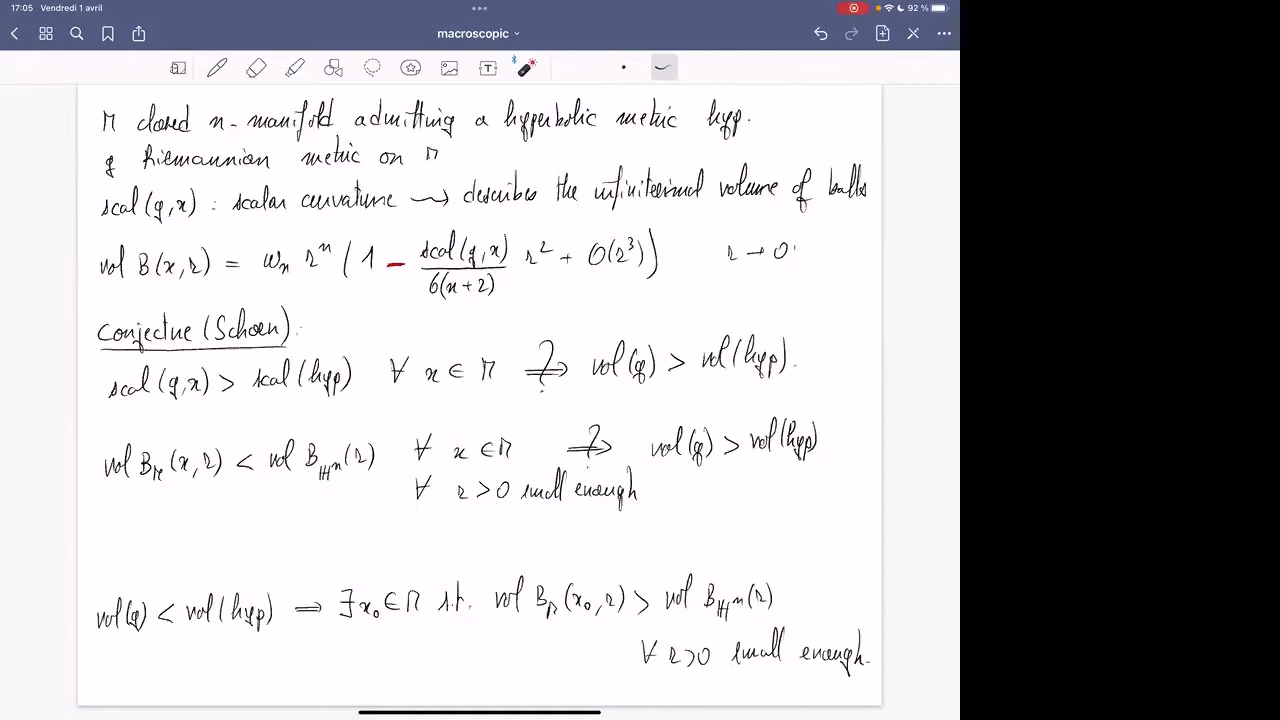 17:05 Vendredi 1 avril
92 %
macroscopic
M closed n-manifold admitting a hyperbolic metric hyp.
g Riemannian metric on M
scal(g,x) : scalar curvature ⇝ describes the infinitesimal volume of balls
vol B(x,r) = ωₙ rⁿ (1 - scal(g,x)/6(n+2) r² + O(r³)) r → 0
Conjecture (Schoen).
scal(g,x) > scal(hyp) ∀ x ∈ M ?⟹ vol(g) > vol(hyp).
vol B_M(x,r) < vol B_ℍⁿ(r) ∀ x ∈ M ?⟹ vol(g) > vol(hyp)
∀ r > 0 small enough
vol(g) < vol(hyp) ⟹ ∃ x₀ ∈ M s.t. vol B_M(x₀,r) > vol B_ℍⁿ(r)
∀ r > 0 small enough.